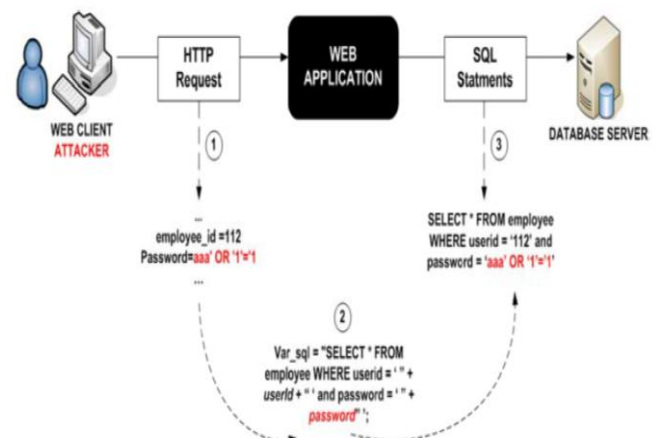 HTTP
Request
WEB
APPLICATION
SQL
Statments
WEB CLIENT
ATTACKER
DATABASE SERVER
1
3
...
employee_id =112
Password=aaa' OR '1'='1
...
SELECT * FROM employee
WHERE userid = '112' and
password = 'aaa' OR '1'='1'
2
Var_sql = "SELECT * FROM
employee WHERE userid = ' " +
userId + " ' and password = ' " +
password" ';